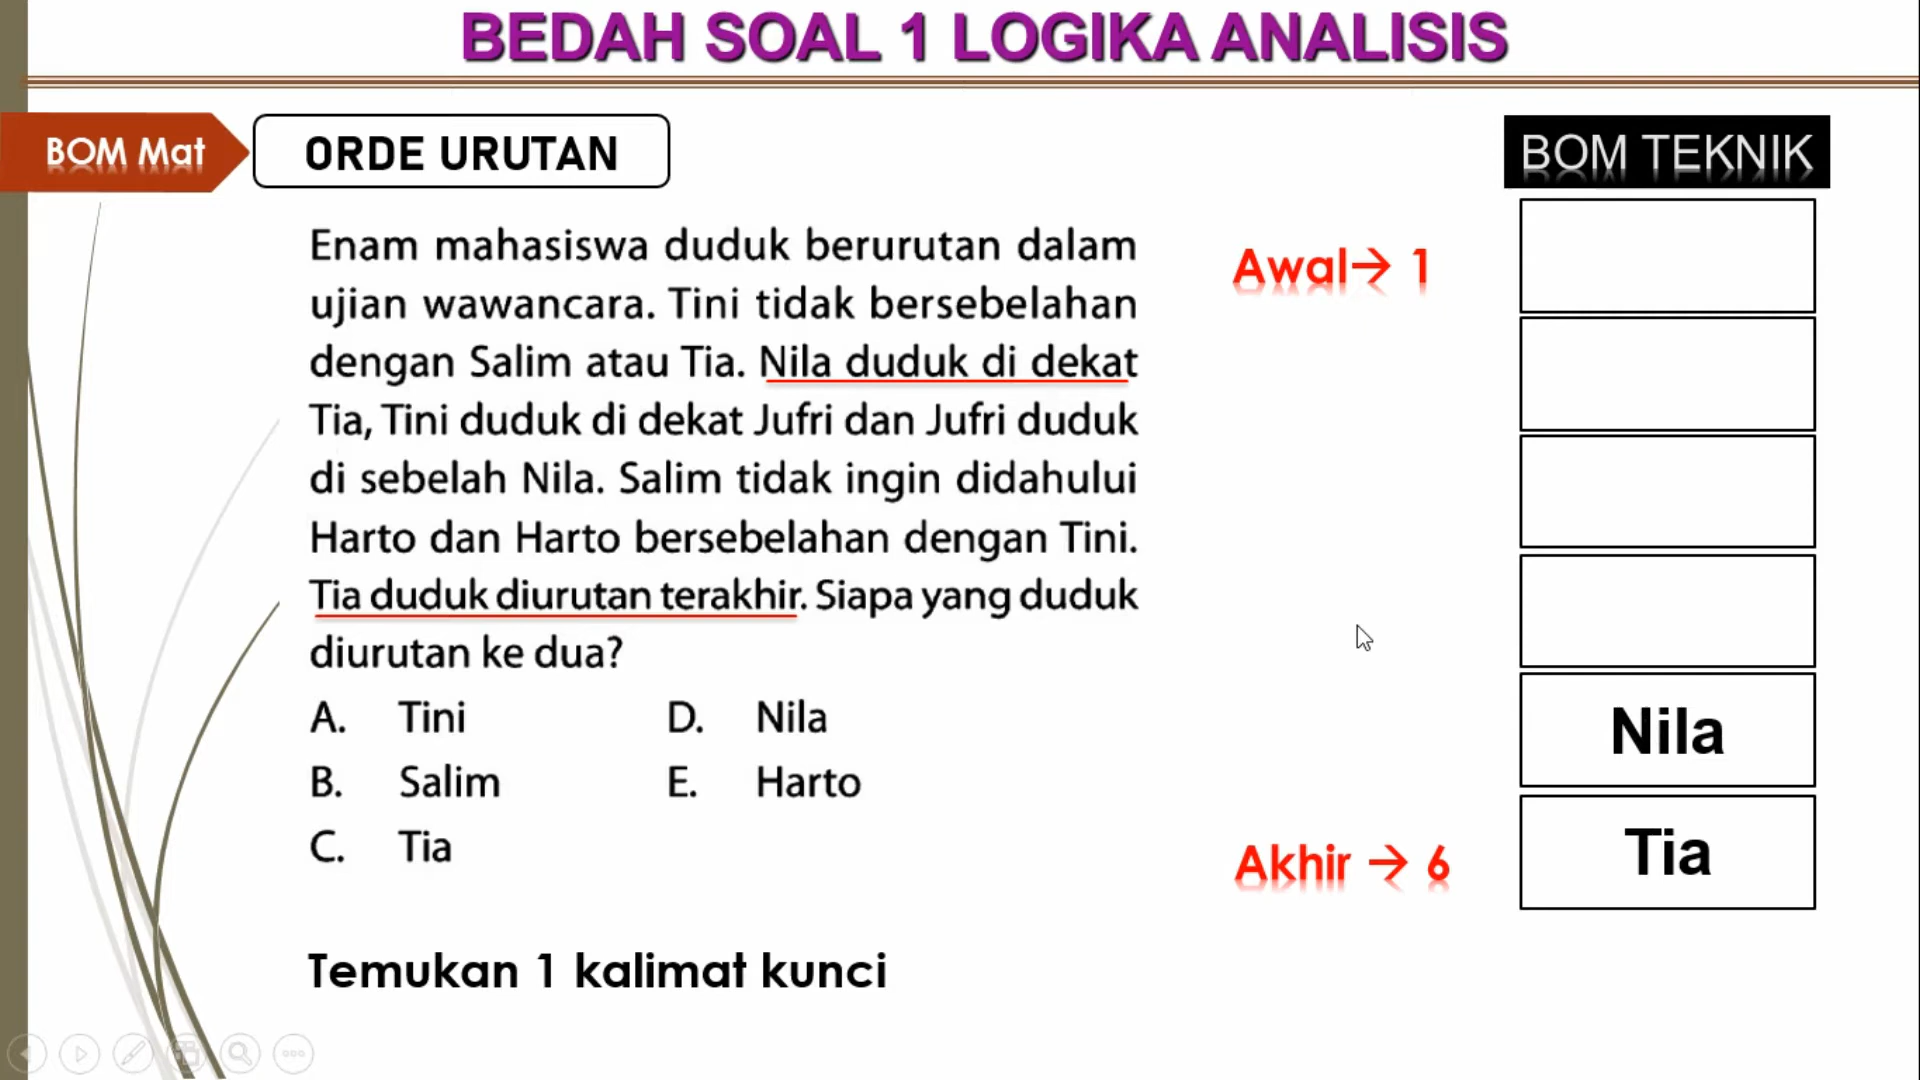 BEDAH SOAL 1 LOGIKA ANALISIS
BOM Mat
ORDE URUTAN
BOM TEKNIK
Enam mahasiswa duduk berurutan dalam
ujian wawancara. Tini tidak bersebelahan
dengan Salim atau Tia. Nila duduk di dekat
Tia, Tini duduk di dekat Jufri dan Jufri duduk
di sebelah Nila. Salim tidak ingin didahului
Harto dan Harto bersebelahan dengan Tini.
Tia duduk diurutan terakhir. Siapa yang duduk
diurutan ke dua?
A. Tini D. Nila
B. Salim E. Harto
C. Tia
Temukan 1 kalimat kunci
Awal→ 1
Nila
Akhir → 6
Tia